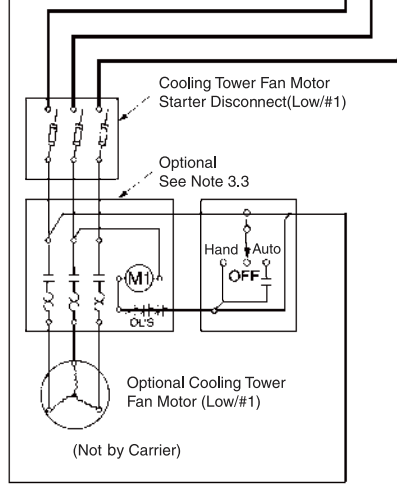 Cooling Tower Fan Motor
Starter Disconnect(Low/#1)
Optional
See Note 3.3
Hand
Auto
OFF
M1
OL'S
Optional Cooling Tower
Fan Motor (Low/#1)
(Not by Carrier)